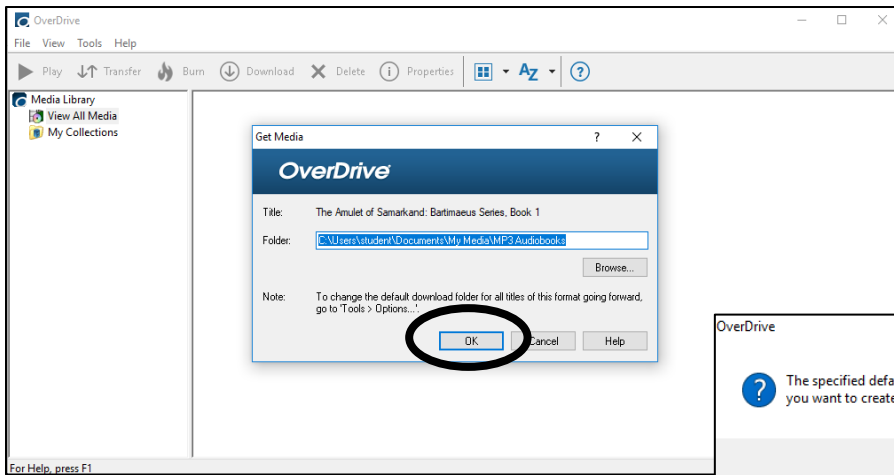 OverDrive
File View Tools Help
Play Transfer Burn Download Delete Properties AZ ?
Media Library
View All Media
My Collections
Get Media ?
OverDrive
Title: The Amulet of Samarkand: Bartimaeus Series, Book 1
Folder: C:\Users\student\Documents\My Media\MP3 Audiobooks
Browse...
Note: To change the default download folder for all titles of this format going forward,
go to 'Tools > Options...'.
OK Cancel Help
OverDrive
? The specified defa
you want to create
For Help, press F1